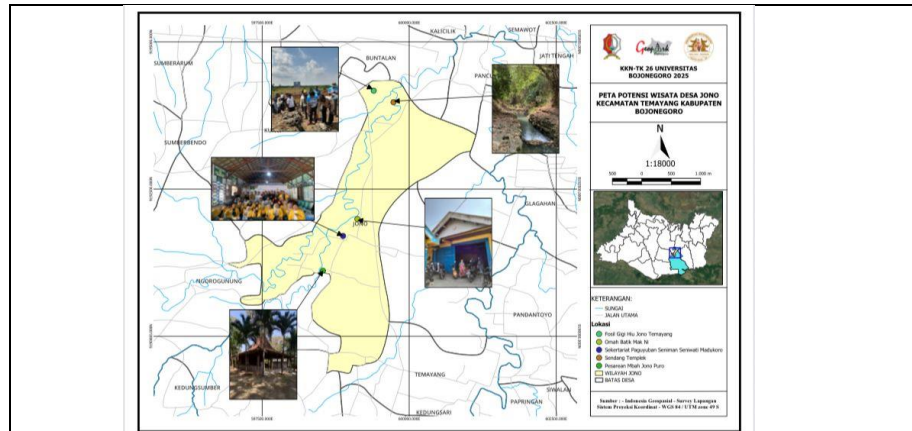 KALICILIK
SEMAWOT
BUNTALAN
JATI TENGAH
SUMBERARUM
SUMBERBENDO
GLAGAHAN
JONO
NGOROGUNUNG
PANDANTOYO
TEMAYANG
KEDUNGSUMBER
KEDUNGSARI
PAPRINGAN
SIWALAN
KKN-TK 26 UNIVERSITAS
BOJONEGORO 2025
PETA POTENSI WISATA DESA JONO
KECAMATAN TEMAYANG KABUPATEN
BOJONEGORO
N
1:18000
500 0 500 1.000 m
KETERANGAN:
SUNGAI
JALAN UTAMA
Lokasi
Fosil Gigi Hiu Jono Temayang
Omah Batik Mak Ni
Sekertariat Paguyuban Seniman Seniwati Matukoro
Sendang Templek
Pesarean Mbah Jono Puro
WILAYAH JONO
BATAS DESA
Sumber : - Indonesia Geospasial - Survey Lapangan
Sistem Proyeksi Koordinat - WGS 84 / UTM zone 49 S